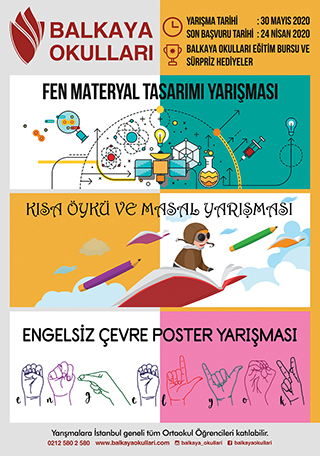 BALKAYA
OKULLARI
YARIŞMA TARİHİ : 30 MAYIS 2020
SON BAŞVURU TARİHİ : 24 NİSAN 2020
BALKAYA OKULLARI EĞİTİM BURSU VE
SÜRPRİZ HEDİYELER
FEN MATERYAL TASARIMI YARIŞMASI
KISA ÖYKÜ VE MASAL YARIŞMASI
ENGELSİZ ÇEVRE POSTER YARIŞMASI
e n g e l y o k
Yarışmalara İstanbul geneli tüm Ortaokul Öğrencileri katılabilir.
0212 580 2 580 www.balkayaokullari.com balkaya_okullari balkayaokullari